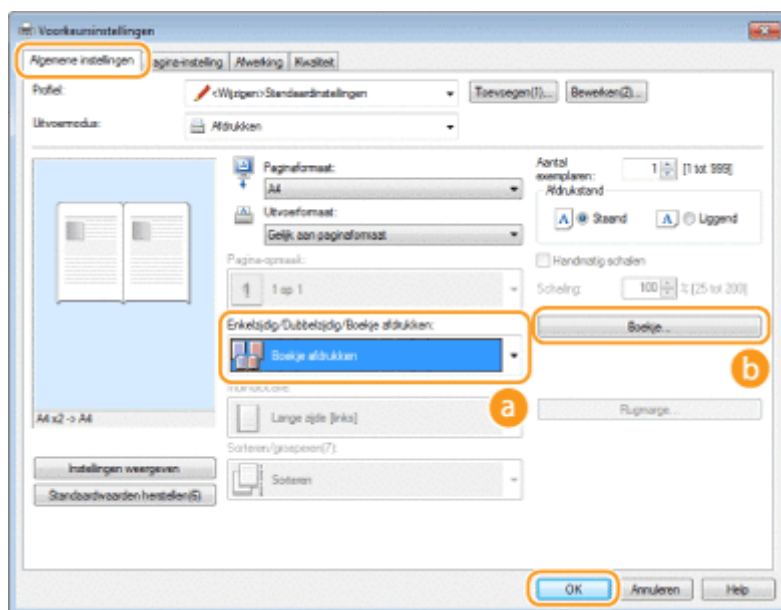 Voorkeursinstellingen
Algemene instellingen Pagina-instelling Afwerking Kwaliteit
Profiel: <Wijzigen>Standaardinstellingen Toevoegen(1)... Bewerken(2)...
Uitvoermodus: Afdrukken
Paginaformaat:
A4
Uitvoerformaat:
Gelijk aan paginaformaat
Aantal
exemplaren: 1 [1 tot 999]
Afdrukstand
A Staand A Liggend
Pagina-opmaak:
1 1 op 1
Handmatig schalen
Schaling: 100 % [25 tot 200]
Enkelzijdig/Dubbelzijdig/Boekje afdrukken:
Boekje afdrukken
Boekje...
a
b
A4 x2 -> A4
Lange zijde [links]
Rugmarge...
Sorteren/groeperen(7):
Sorteren
Instellingen weergeven
Standaardwaarden herstellen(6)
OK Annuleren Help